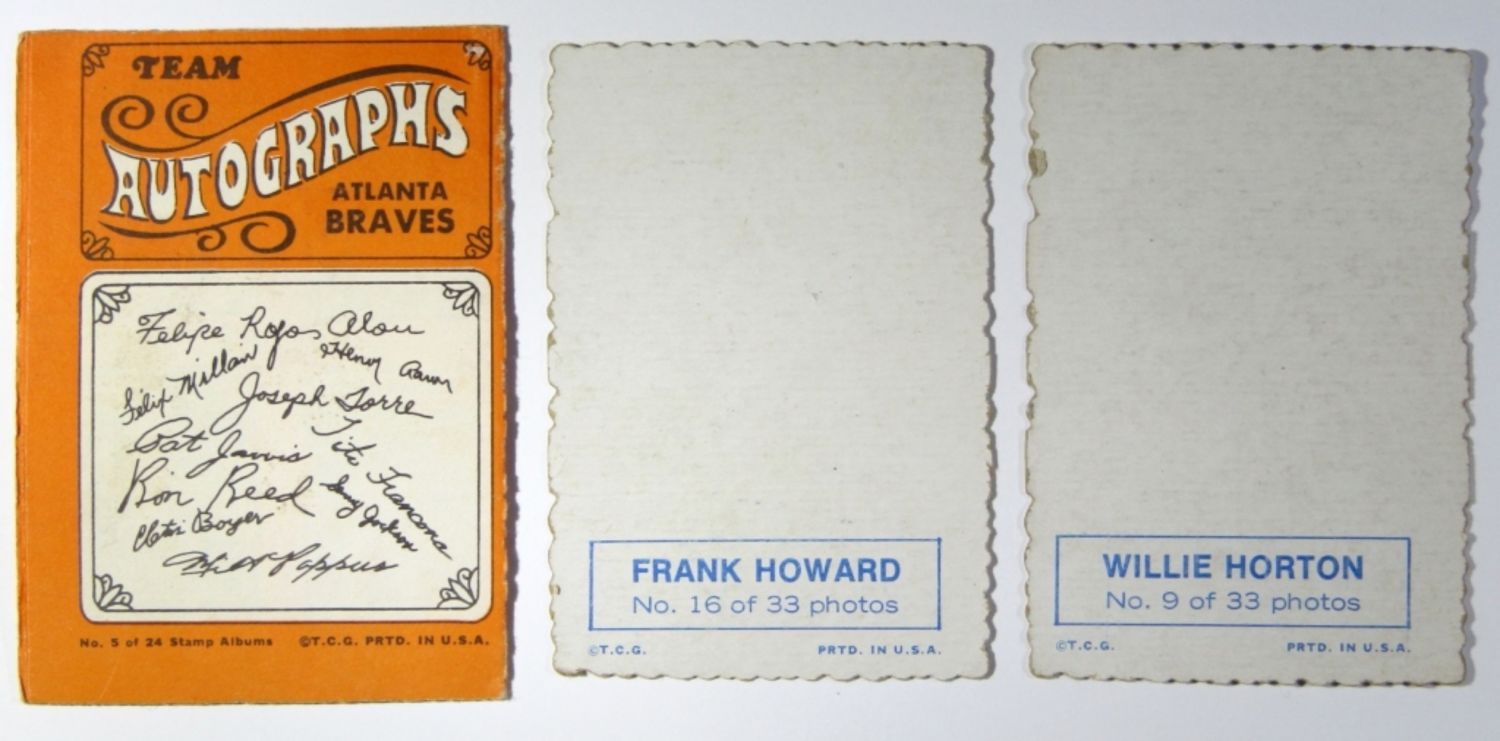 TEAM
AUTOGRAPHS
ATLANTA
BRAVES
Felipe Rojas Alou
Felix Millan
Henry Aaron
Joseph Torre
Pat Jarvis
Tito Francona
Ron Reed
Sonny Jackson
Cletis Boyer
Milt Pappas
No. 5 of 24 Stamp Albums ©T.C.G. PRTD. IN U.S.A.
FRANK HOWARD
No. 16 of 33 photos
©T.C.G. PRTD. IN U.S.A.
WILLIE HORTON
No. 9 of 33 photos
©T.C.G. PRTD. IN U.S.A.